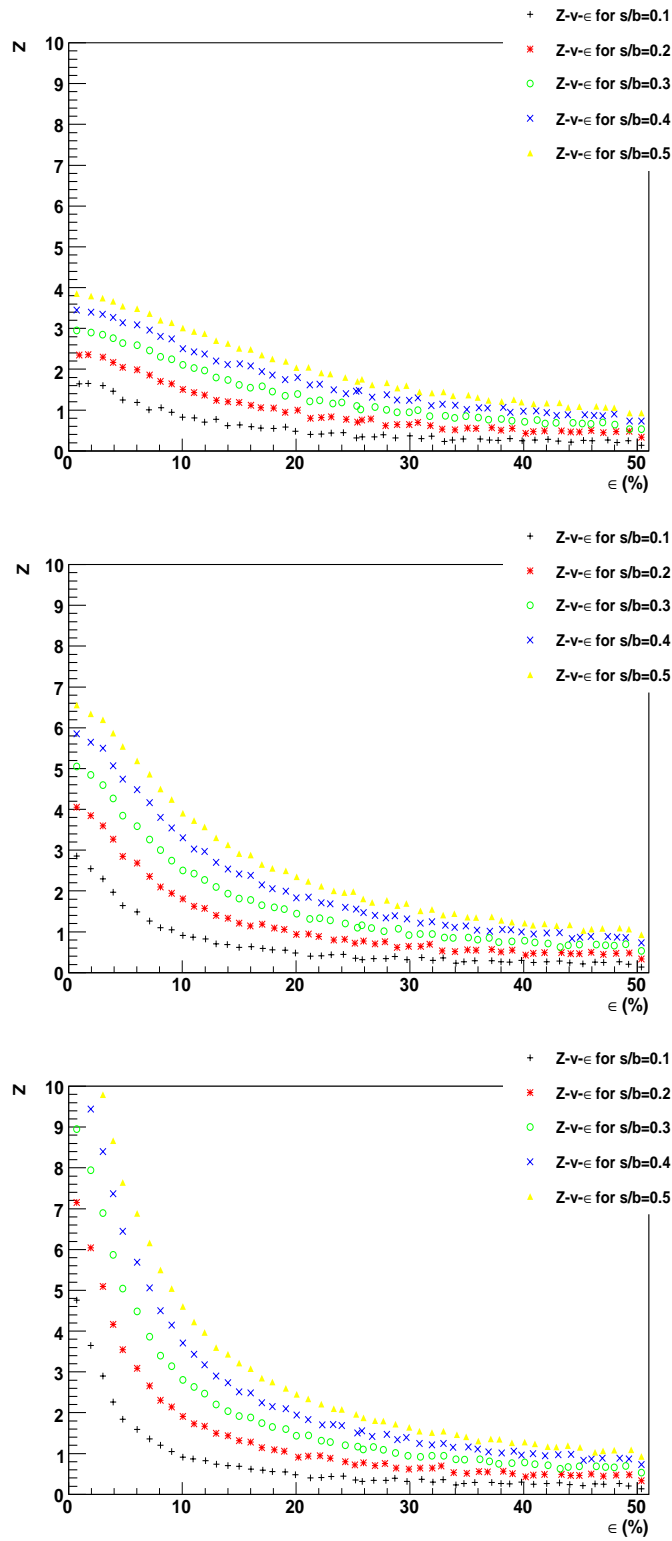 Z-v-∈ for s/b=0.1
Z-v-∈ for s/b=0.2
Z-v-∈ for s/b=0.3
Z-v-∈ for s/b=0.4
Z-v-∈ for s/b=0.5
Z
10
9
8
7
6
5
4
3
2
1
0
0 10 20 30 40 50
∈ (%)
Z-v-∈ for s/b=0.1
Z-v-∈ for s/b=0.2
Z-v-∈ for s/b=0.3
Z-v-∈ for s/b=0.4
Z-v-∈ for s/b=0.5
Z
10
9
8
7
6
5
4
3
2
1
0
0 10 20 30 40 50
∈ (%)
Z-v-∈ for s/b=0.1
Z-v-∈ for s/b=0.2
Z-v-∈ for s/b=0.3
Z-v-∈ for s/b=0.4
Z-v-∈ for s/b=0.5
Z
10
9
8
7
6
5
4
3
2
1
0
0 10 20 30 40 50
∈ (%)